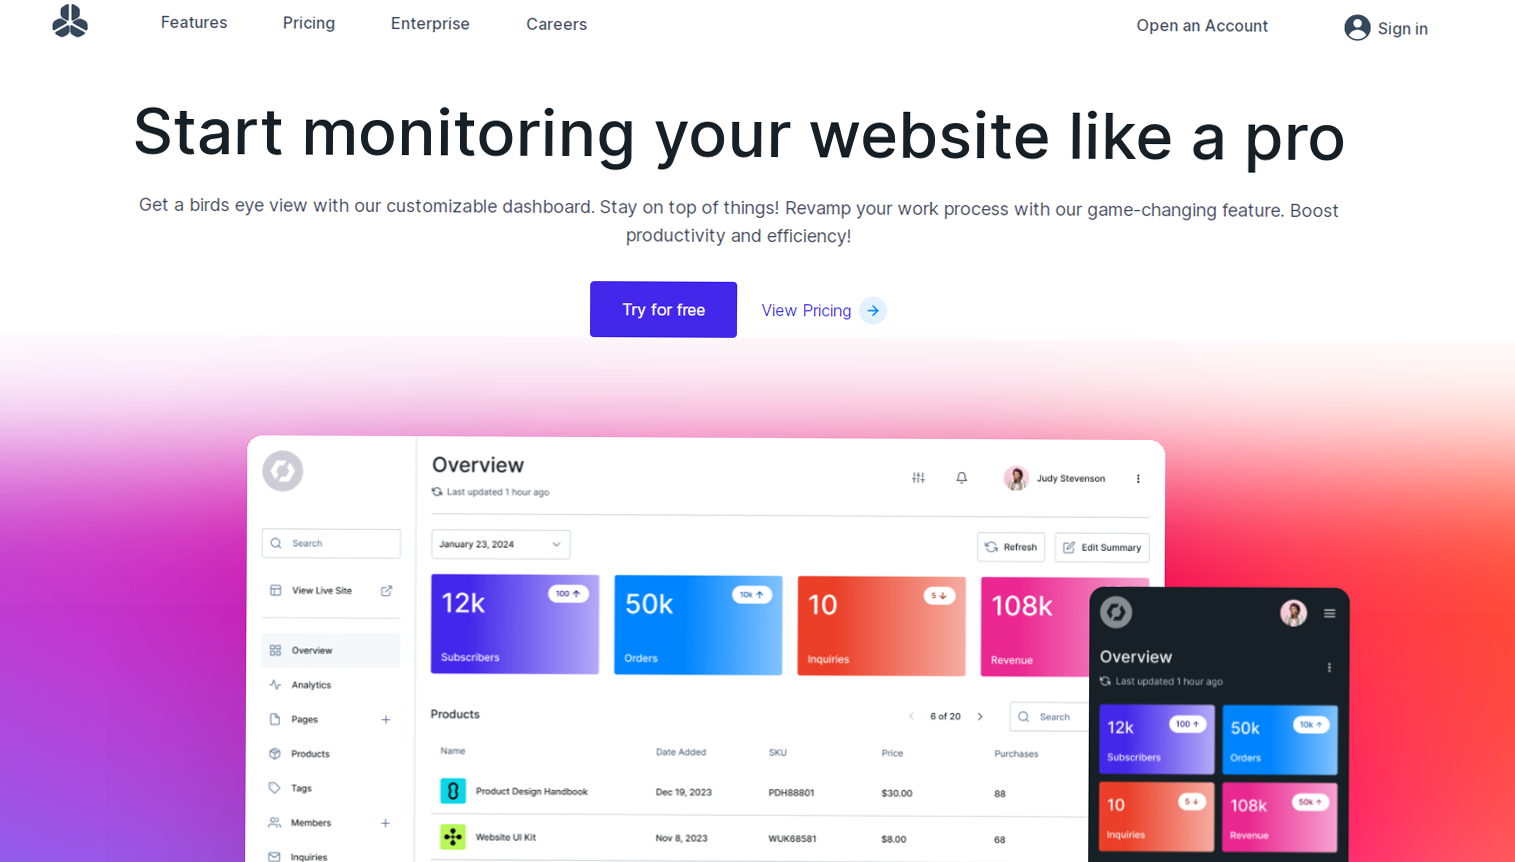 Features Pricing Enterprise Careers Open an Account Sign in
Start monitoring your website like a pro
Get a birds eye view with our customizable dashboard. Stay on top of things! Revamp your work process with our game-changing feature. Boost
productivity and efficiency!
Try for free View Pricing
Overview
Last updated 1 hour ago
Judy Stevenson
Search
View Live Site
Overview
Analytics
Pages
Products
Tags
Members
Inquiries
January 23, 2024
Refresh Edit Summary
12k 100
Subscribers
50k 10k
Orders
10 5
Inquiries
108k
Revenue
Products
6 of 20
Search
Name Date Added SKU Price Purchases
Product Design Handbook Dec 19, 2023 PDH88801 $30.00 88
Website UI Kit Nov 8, 2023 WUK68581 $8.00 68
Overview
Last updated 1 hour ago
12k 100
Subscribers
50k 10k
Orders
10 5
Inquiries
108k 50k
Revenue